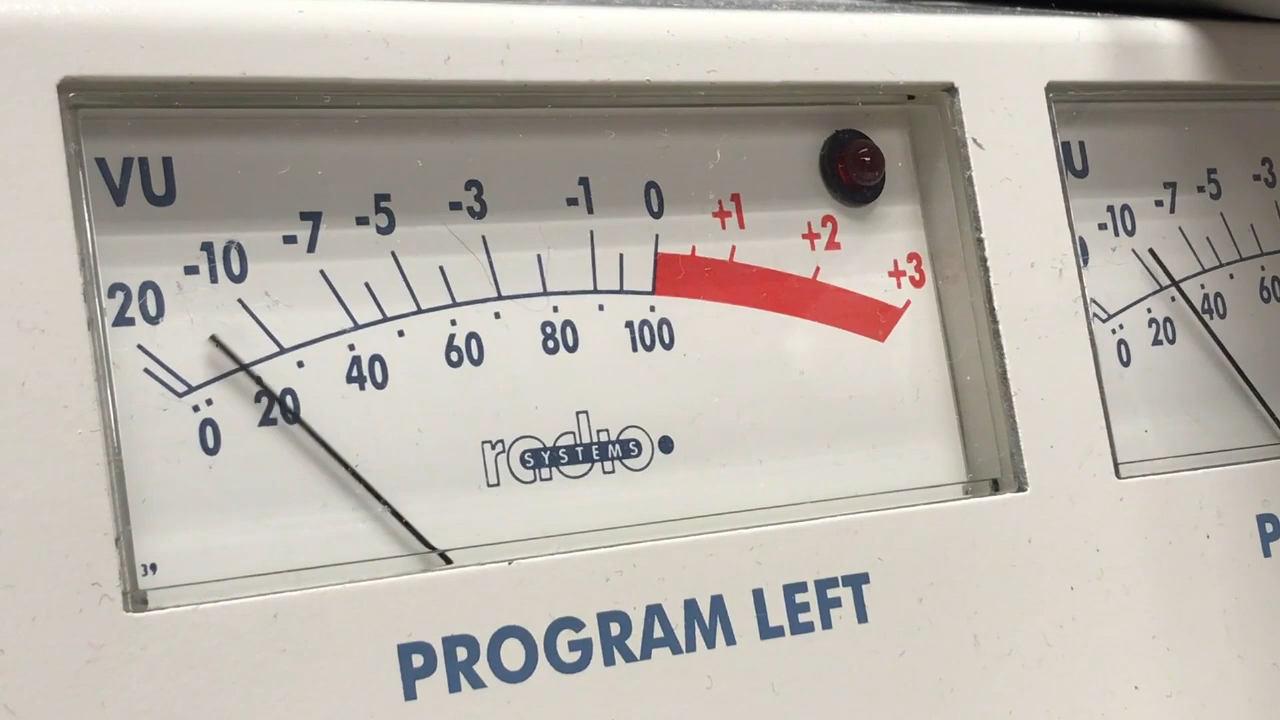 VU
20 -10 -7 -5 -3 -1 0 +1 +2 +3
0 20 40 60 80 100
radio
SYSTEMS
39
PROGRAM LEFT
U
-10 -7 -5 -3
0 20 40 60
P